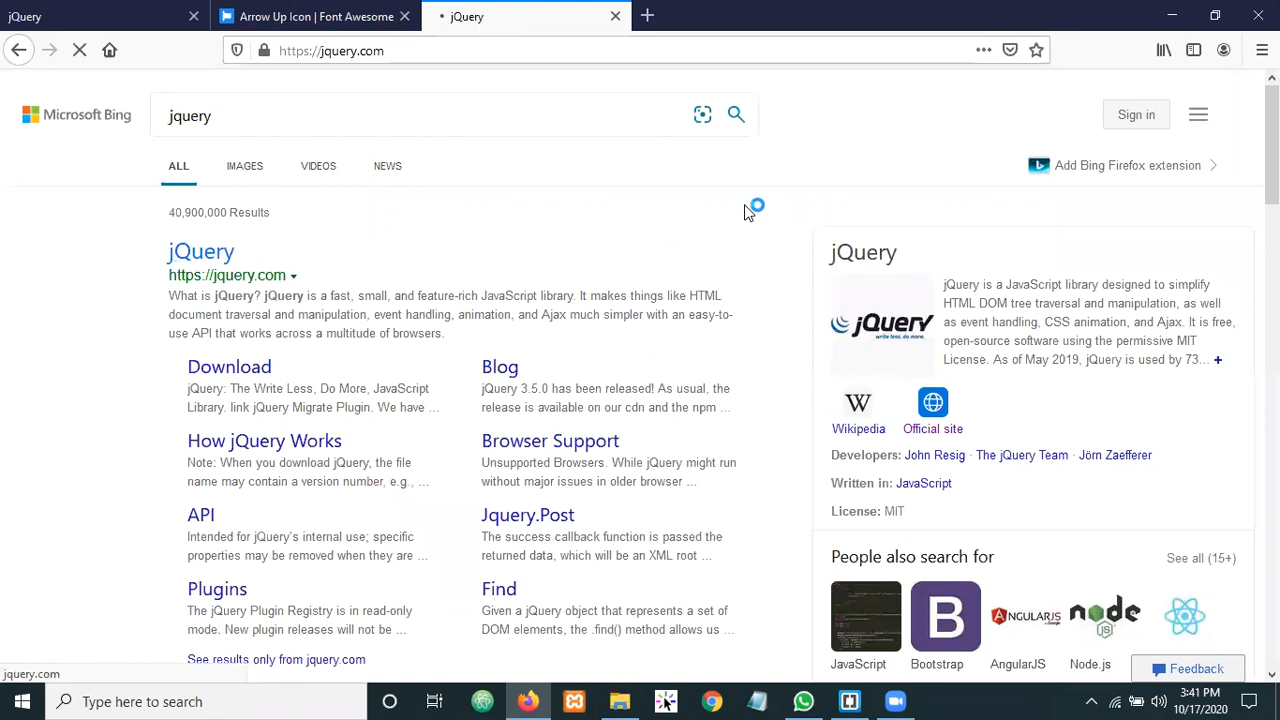 jQuery
Arrow Up Icon | Font Awesome
jQuery
https://jquery.com
Microsoft Bing
jquery
Sign in
ALL
IMAGES
VIDEOS
NEWS
Add Bing Firefox extension
40,900,000 Results
jQuery
https://jquery.com
What is jQuery? jQuery is a fast, small, and feature-rich JavaScript library. It makes things like HTML
document traversal and manipulation, event handling, animation, and Ajax much simpler with an easy-to-
use API that works across a multitude of browsers.
Download
jQuery: The Write Less, Do More, JavaScript
Library. link jQuery Migrate Plugin. We have ...
Blog
jQuery 3.5.0 has been released! As usual, the
release is available on our cdn and the npm ...
How jQuery Works
Note: When you download jQuery, the file
name may contain a version number, e.g., ...
Browser Support
Unsupported Browsers. While jQuery might run
without major issues in older browser ...
API
Intended for jQuery's internal use; specific
properties may be removed when they are ...
Jquery.Post
The success callback function is passed the
returned data, which will be an XML root ...
Plugins
The jQuery Plugin Registry is in read-only
mode. New plugin releases will not be ...
Find
Given a jQuery object that represents a set of
DOM elements, the .find() method allows us ...
See results only from jquery.com
jQuery
jQuery
write less, do more.
jQuery is a JavaScript library designed to simplify
HTML DOM tree traversal and manipulation, as well
as event handling, CSS animation, and Ajax. It is free,
open-source software using the permissive MIT
License. As of May 2019, jQuery is used by 73... +
W
Wikipedia
Official site
Developers: John Resig · The jQuery Team · Jörn Zaefferer
Written in: JavaScript
License: MIT
People also search for
See all (15+)
B
ANGULARJS
node
JS
JavaScript
Bootstrap
AngularJS
Node.js
Feedback
jquery.com
Type here to search
3:41 PM
10/17/2020